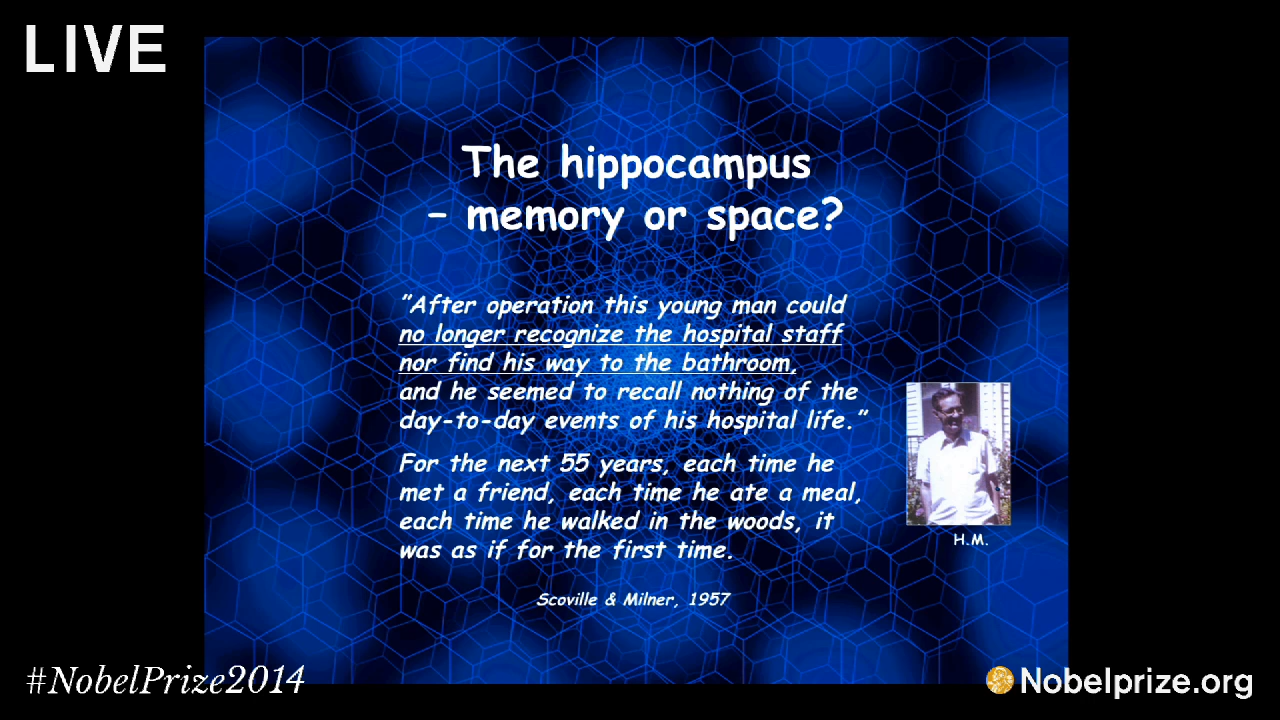 LIVE
The hippocampus
– memory or space?
”After operation this young man could
no longer recognize the hospital staff
nor find his way to the bathroom,
and he seemed to recall nothing of the
day-to-day events of his hospital life.”
For the next 55 years, each time he
met a friend, each time he ate a meal,
each time he walked in the woods, it
was as if for the first time.
H.M.
Scoville & Milner, 1957
#NobelPrize2014
Nobelprize.org